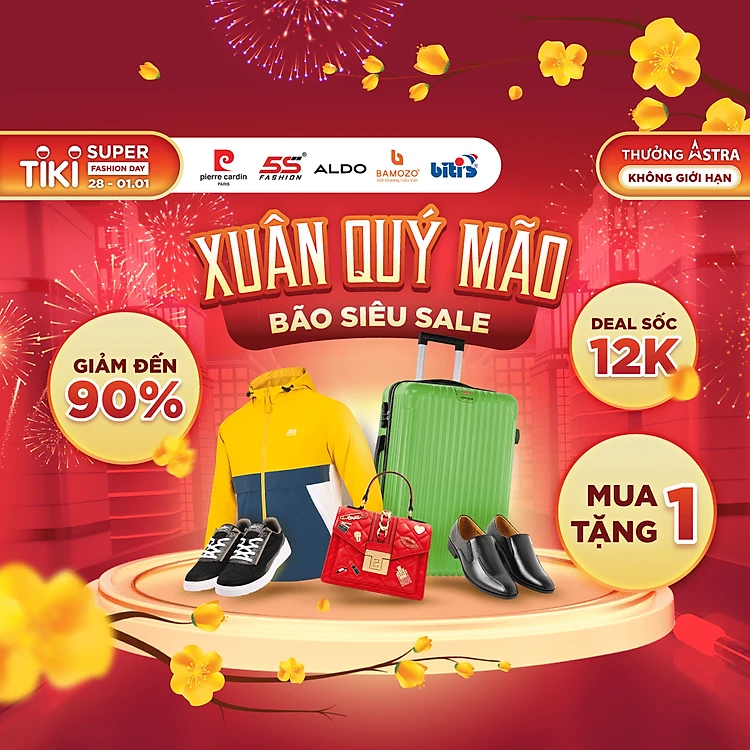 TIKI
SUPER
FASHION DAY
28 - 01.01
pierre cardin
PARIS
5S
FASHION
ALDO
BAMOZO
biti's
THƯỞNG ASTRA
KHÔNG GIỚI HẠN
XUÂN QUÝ MÃO
BÃO SIÊU SALE
GIẢM ĐẾN
90%
DEAL SỐC
12K
MUA
TẶNG 1